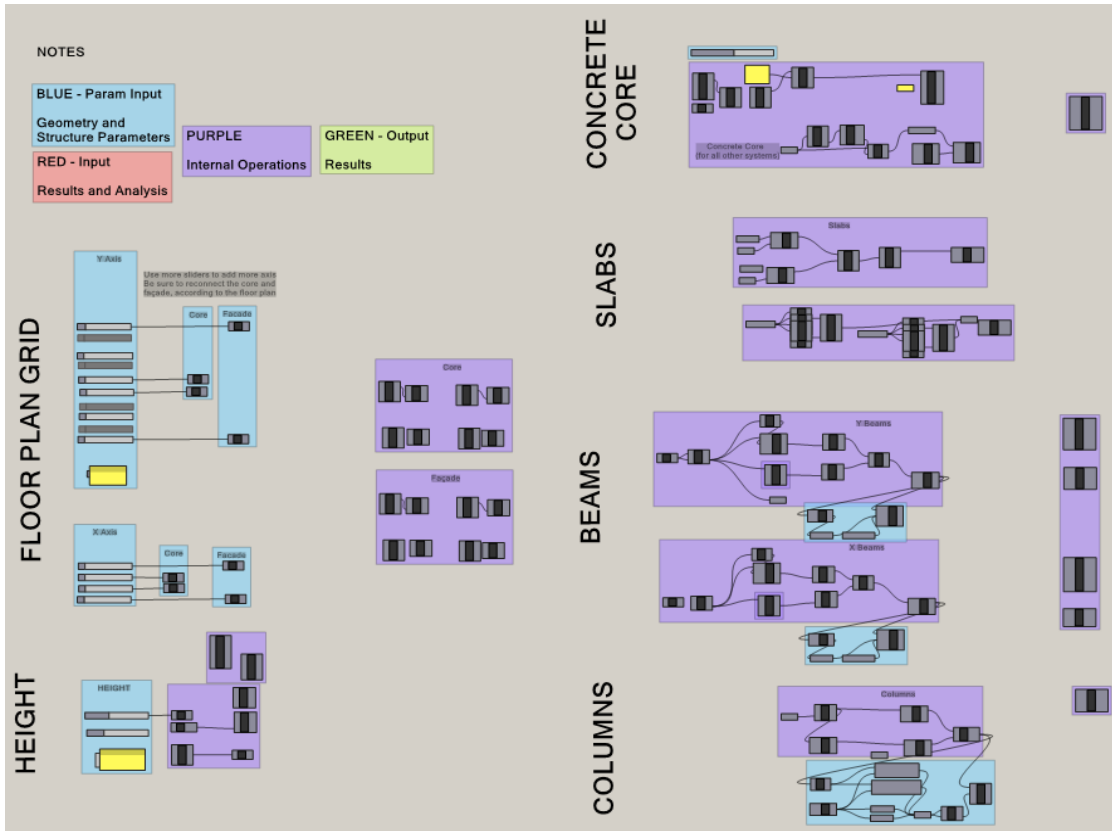 NOTES
BLUE - Param Input
Geometry and
Structure Parameters
RED - Input
Results and Analysis
PURPLE
Internal Operations
GREEN - Output
Results
FLOOR PLAN GRID
Y Axis
Use more sliders to add more axis
Be sure to reconnect the core and
façade, according to the floor plan
Core
Facade
X Axis
Core
Facade
Core
Façade
HEIGHT
HEIGHT
CONCRETE
CORE
Concrete Core
(for all other systems)
SLABS
Slabs
BEAMS
Y Beams
X Beams
COLUMNS
Columns